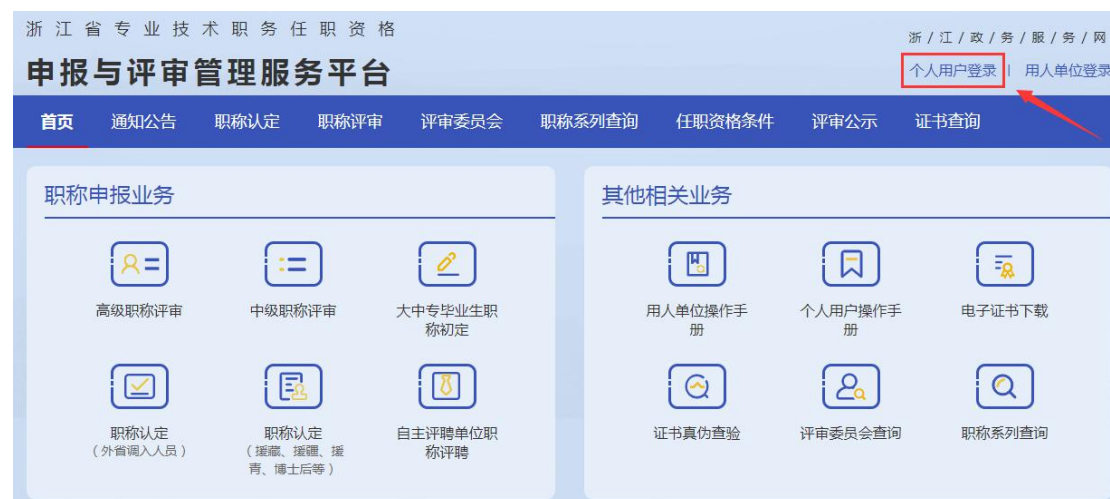 浙江省专业技术职务任职资格
申报与评审管理服务平台
浙/江/政/务/服/务/网
个人用户登录 | 用人单位登录
首页 通知公告 职称认定 职称评审 评审委员会 职称系列查询 任职资格条件 评审公示 证书查询
职称申报业务
高级职称评审 中级职称评审 大中专毕业生职
称初定
职称认定 职称认定 自主评聘单位职
(外省调入人员) (援藏、援疆、援 称评聘
青、博士后等)
其他相关业务
用人单位操作手 个人用户操作手 电子证书下载
册 册
证书真伪查验 评审委员会查询 职称系列查询